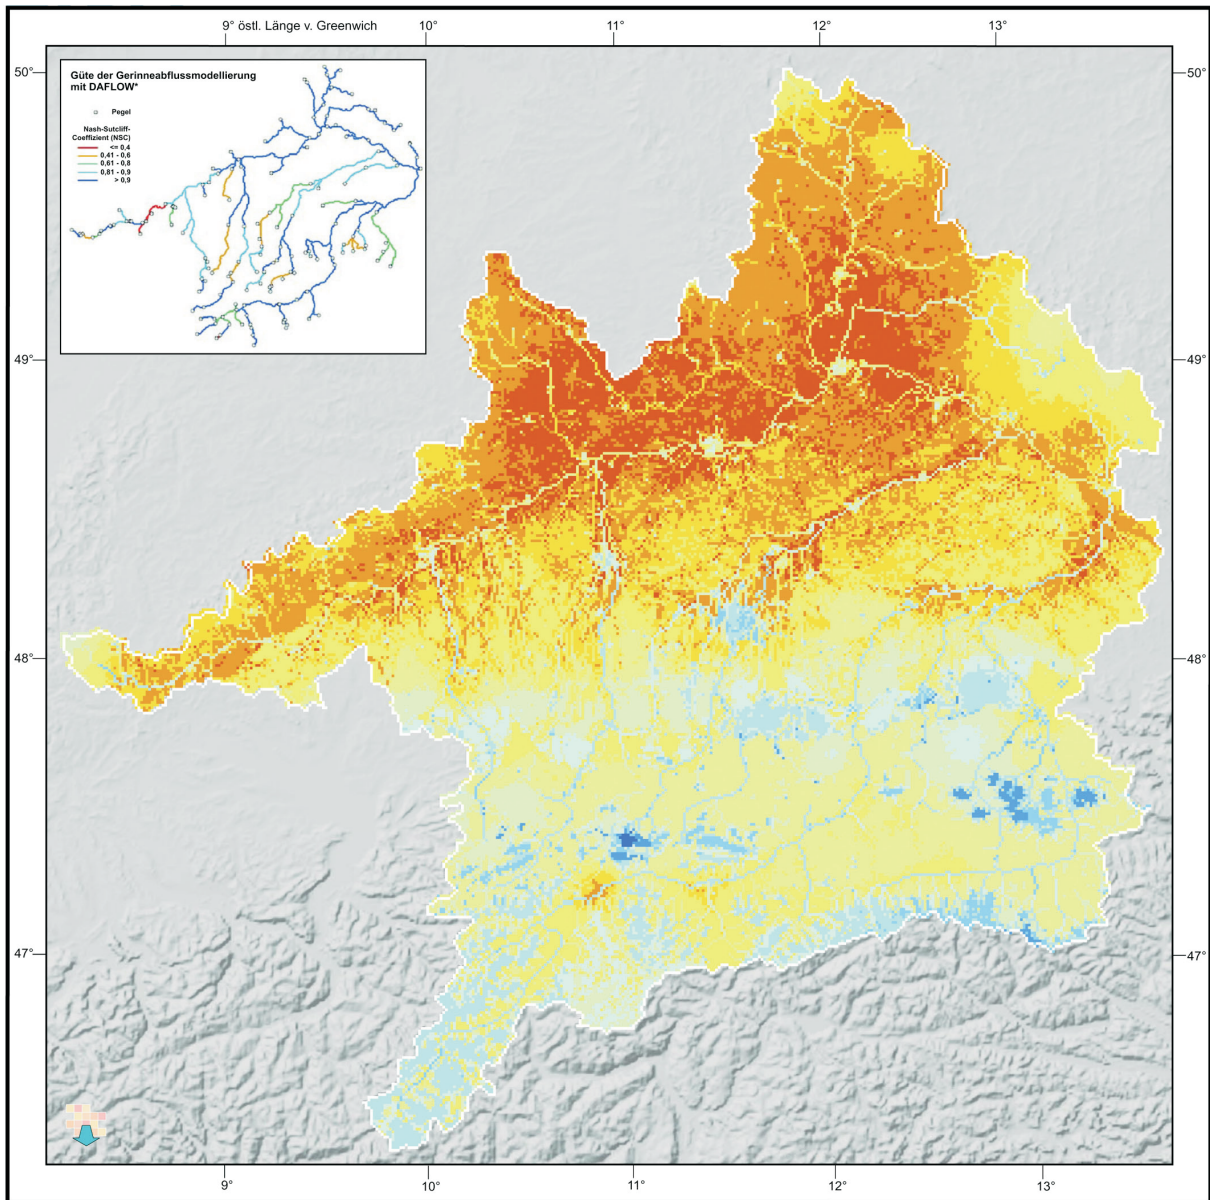 9° östl. Länge v. Greenwich 10° 11° 12° 13°
50° 50°
Güte der Gerinneabflussmodellierung
mit DAFLOW*
Pegel
Nash-Sutcliff-
Coeffizient (NSC)
<= 0,4
0,41 - 0,6
0,61 - 0,8
0,81 - 0,9
> 0,9
49° 49°
48° 48°
47° 47°
9° 10° 11° 12° 13°